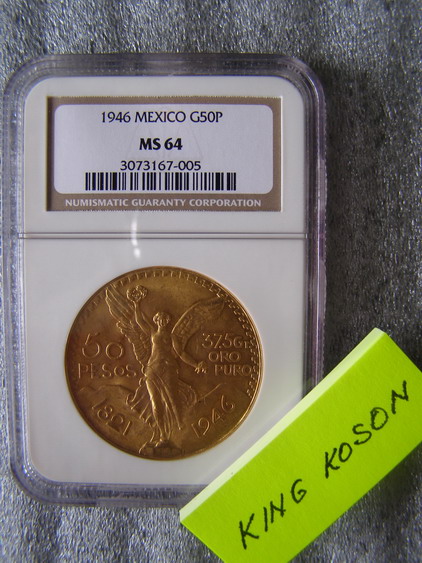 1946 MEXICO G50P
MS 64
3073167-005
NUMISMATIC GUARANTY CORPORATION
50
PESOS
37.5 Gr
ORO
PURO
1821
1946
KING KOSON